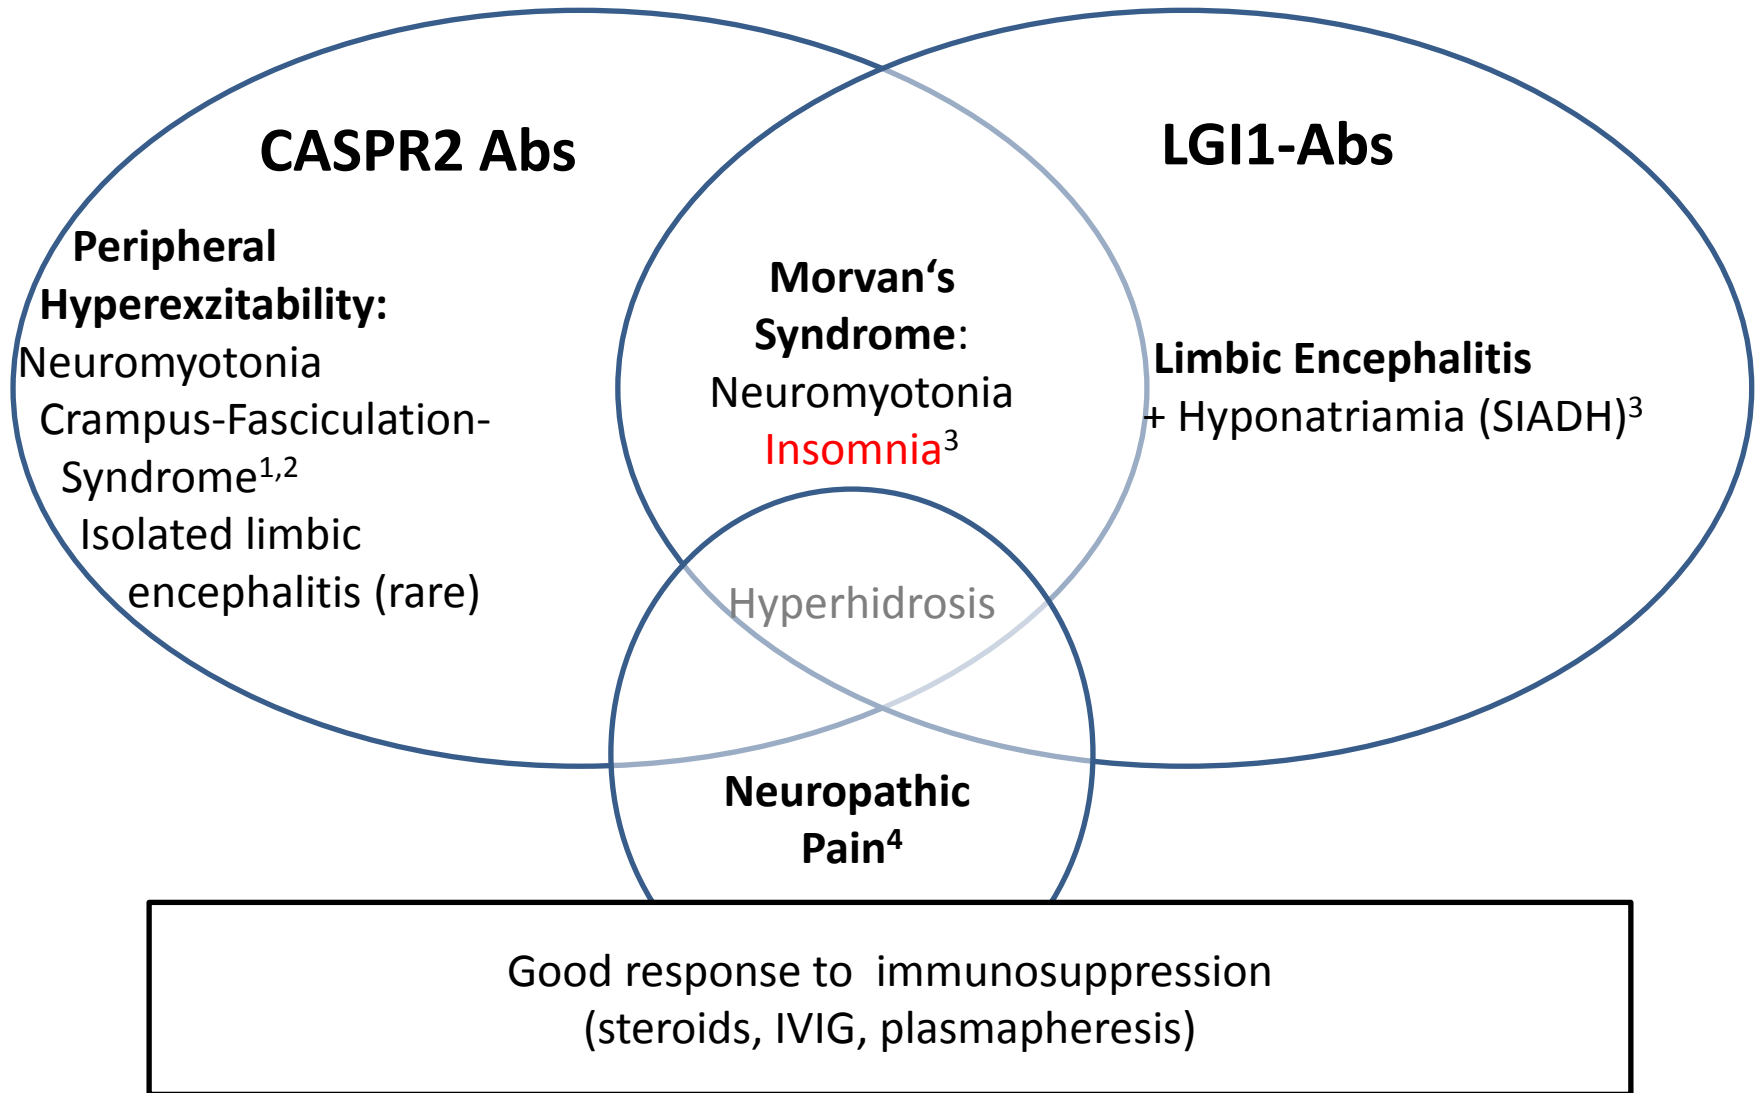 CASPR2 Abs
Peripheral
Hyperexzitability:
Neuromyotonia
Crampus-Fasciculation-
Syndrome¹,²
Isolated limbic
encephalitis (rare)
Morvan‘s
Syndrome:
Neuromyotonia
Insomnia³
Hyperhidrosis
LGI1-Abs
Limbic Encephalitis
+ Hyponatriamia (SIADH)³
Neuropathic
Pain⁴
Good response to immunosuppression
(steroids, IVIG, plasmapheresis)